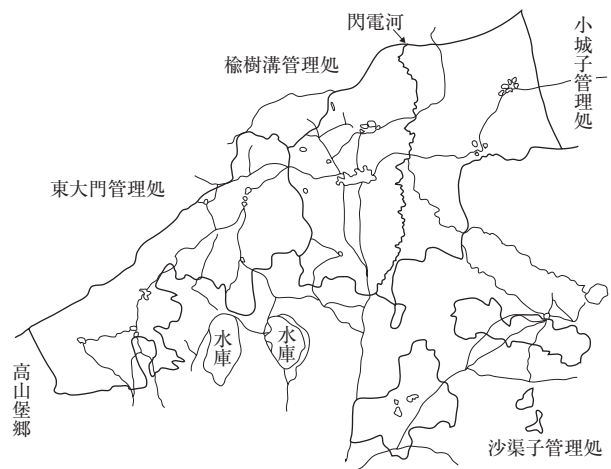 閃電河
小城子管理処
楡樹溝管理処
東大門管理処
水庫
水庫
高山堡郷
沙渠子管理処